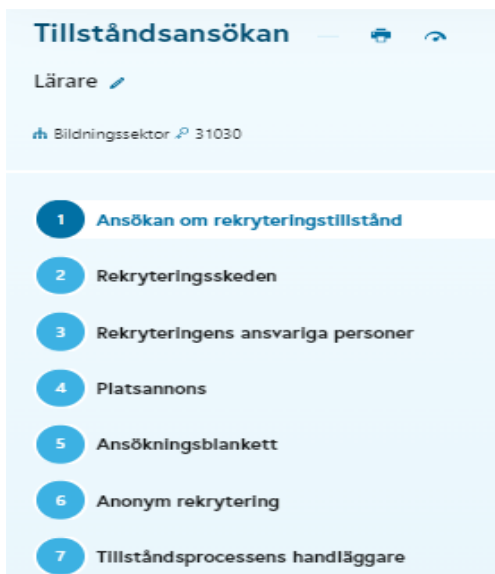 Tillståndsansökan
Lärare
Bildningssektor 31030
1 Ansökan om rekryteringstillstånd
2 Rekryteringsskeden
3 Rekryteringens ansvariga personer
4 Platsannons
5 Ansökningsblankett
6 Anonym rekrytering
7 Tillståndsprocessens handläggare